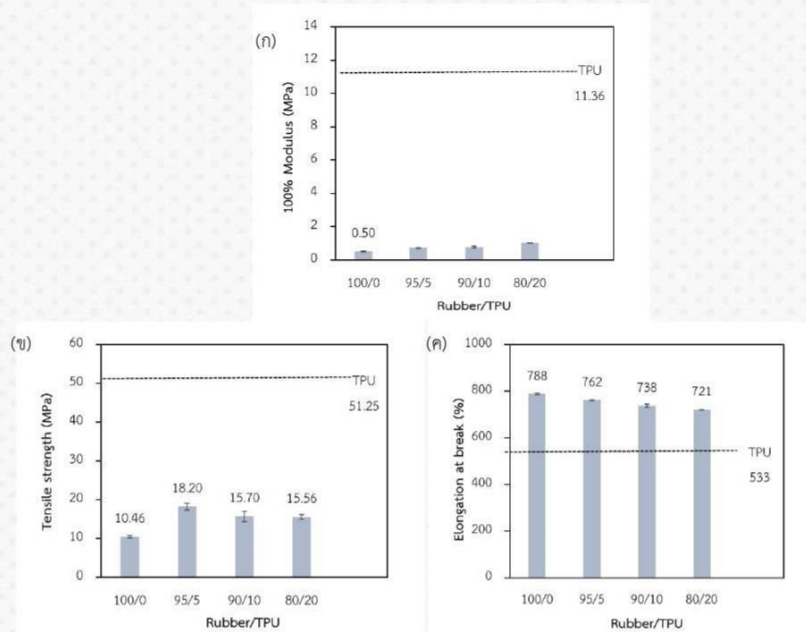 (ก)
100% Modulus (MPa)
14
12
10
8
6
4
2
0
TPU
11.36
0.50
100/0 95/5 90/10 80/20
Rubber/TPU
(ข)
Tensile strength (MPa)
60
50
40
30
20
10
0
TPU
51.25
10.46 18.20 15.70 15.56
100/0 95/5 90/10 80/20
Rubber/TPU
(ค)
Elongation at break (%)
1000
800
600
400
200
0
788 762 738 721
TPU
533
100/0 95/5 90/10 80/20
Rubber/TPU